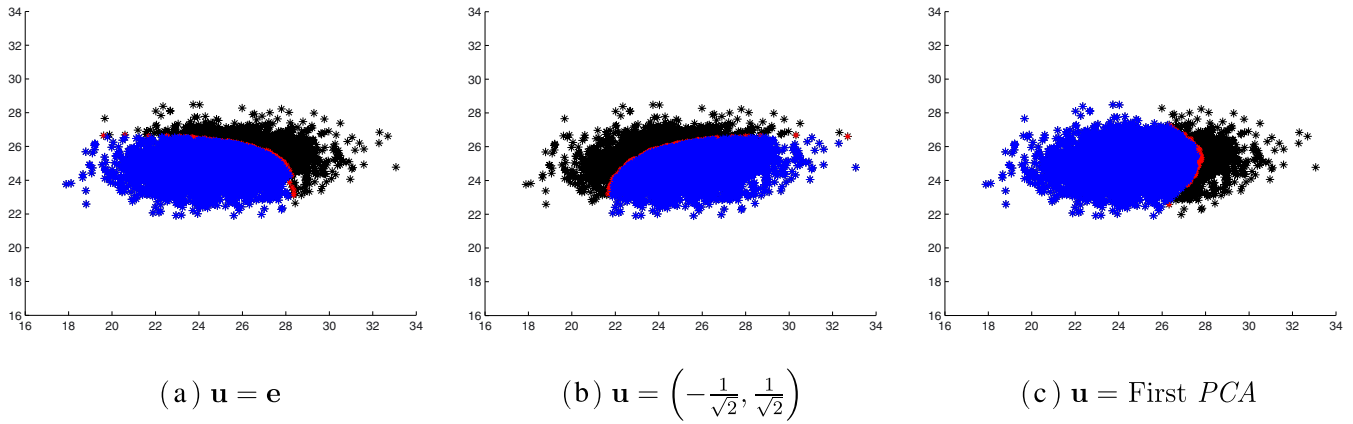 34 34 34
32 32 32
30 30 30
28 28 28
26 26 26
24 24 24
22 22 22
20 20 20
18 18 18
16 16 16
16 18 20 22 24 26 28 30 32 34 16 18 20 22 24 26 28 30 32 34 16 18 20 22 24 26 28 30 32 34
(a) u = e (b) u = (−1/√2, 1/√2) (c) u = First PCA